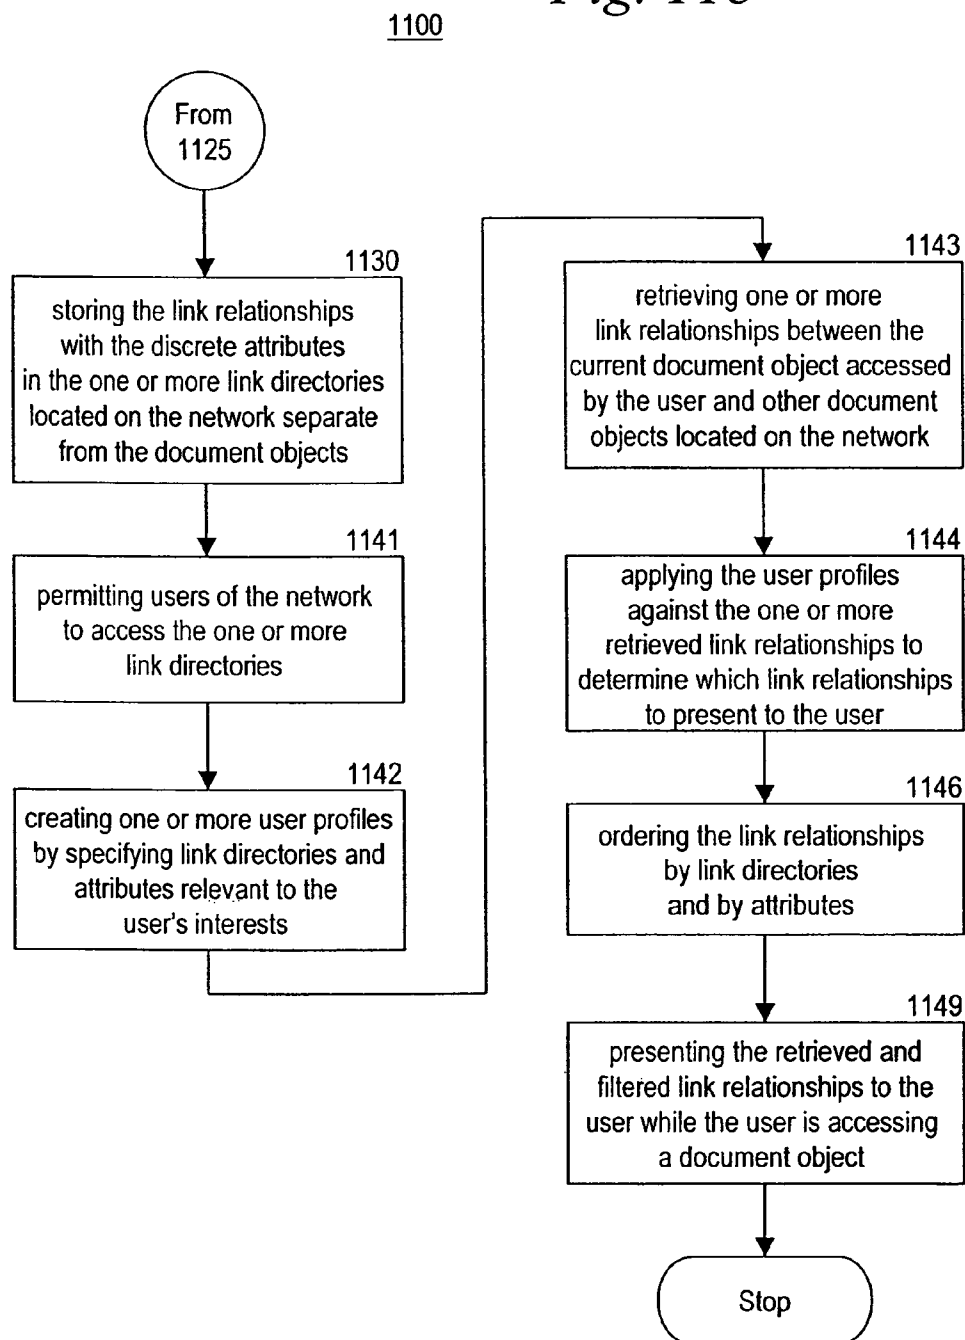 1100
From
1125
1130
storing the link relationships
with the discrete attributes
in the one or more link directories
located on the network separate
from the document objects
1141
permitting users of the network
to access the one or more
link directories
1142
creating one or more user profiles
by specifying link directories and
attributes relevant to the
user's interests
1143
retrieving one or more
link relationships between the
current document object accessed
by the user and other document
objects located on the network
1144
applying the user profiles
against the one or more
retrieved link relationships to
determine which link relationships
to present to the user
1146
ordering the link relationships
by link directories
and by attributes
1149
presenting the retrieved and
filtered link relationships to the
user while the user is accessing
a document object
Stop